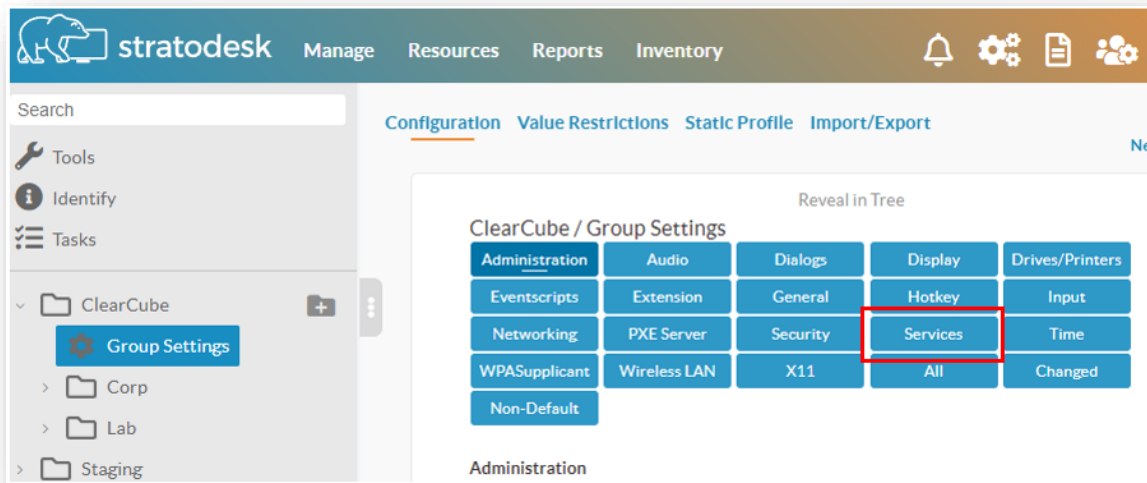 stratodesk Manage Resources Reports Inventory
Search
Tools
Identify
Tasks
ClearCube
Group Settings
Corp
Lab
Staging
Configuration Value Restrictions Static Profile Import/Export
Ne
Reveal in Tree
ClearCube / Group Settings
Administration Audio Dialogs Display Drives/Printers
Eventscripts Extension General Hotkey Input
Networking PXE Server Security Services Time
WPASupplicant Wireless LAN X11 All Changed
Non-Default
Administration